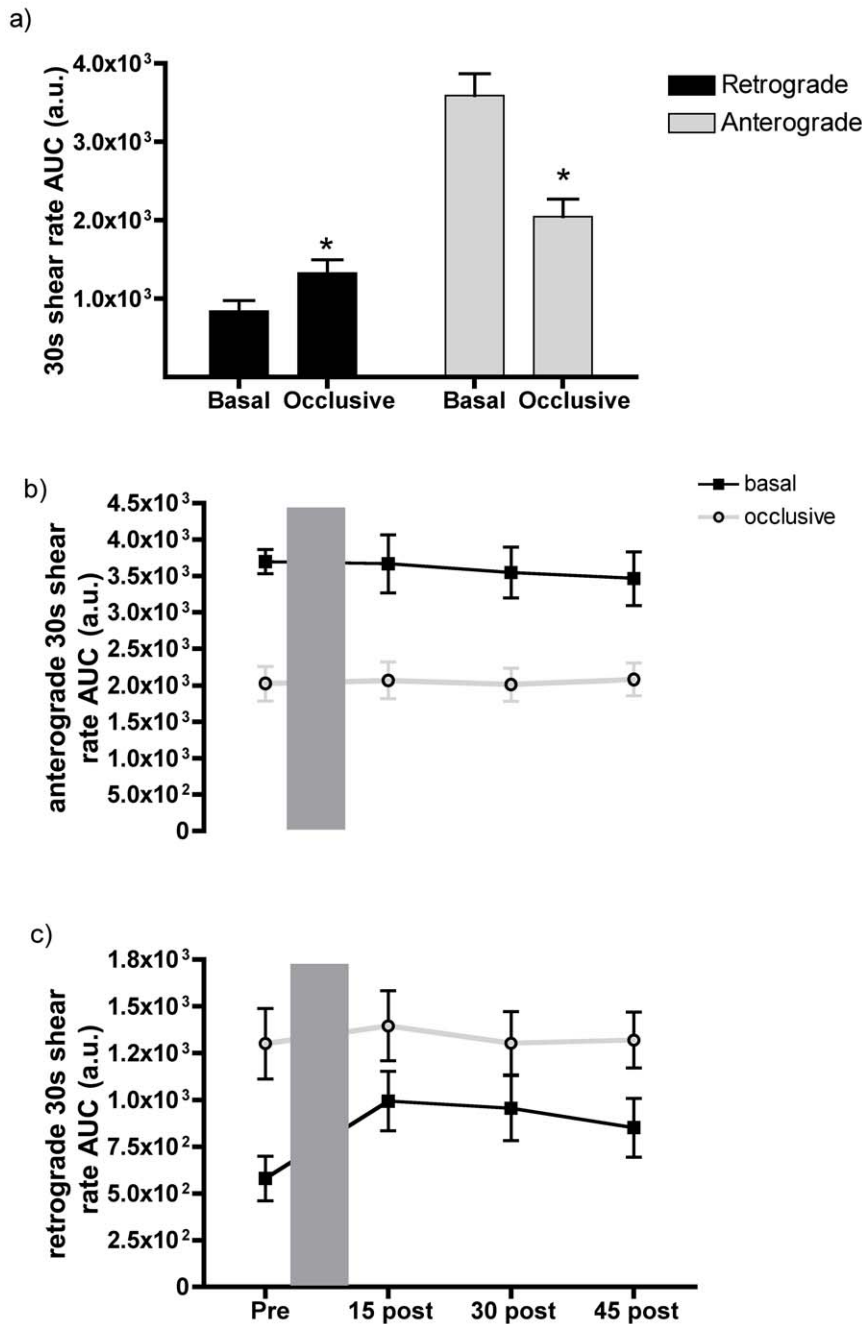 a)
30s shear rate AUC (a.u.)
4.0x10³
3.0x10³
2.0x10³
1.0x10³
*
*
Basal
Occlusive
Basal
Occlusive
Retrograde
Anterograde
b)
anterograde 30s shear
rate AUC (a.u.)
4.5x10³
4.0x10³
3.5x10³
2.5x10³
2.0x10³
1.5x10³
1.0x10³
5.0x10²
0
basal
occlusive
c)
retrograde 30s shear
rate AUC (a.u.)
1.8x10³
1.5x10³
1.2x10³
1.0x10³
7.5x10²
5.0x10²
2.5x10²
0
Pre
15 post
30 post
45 post